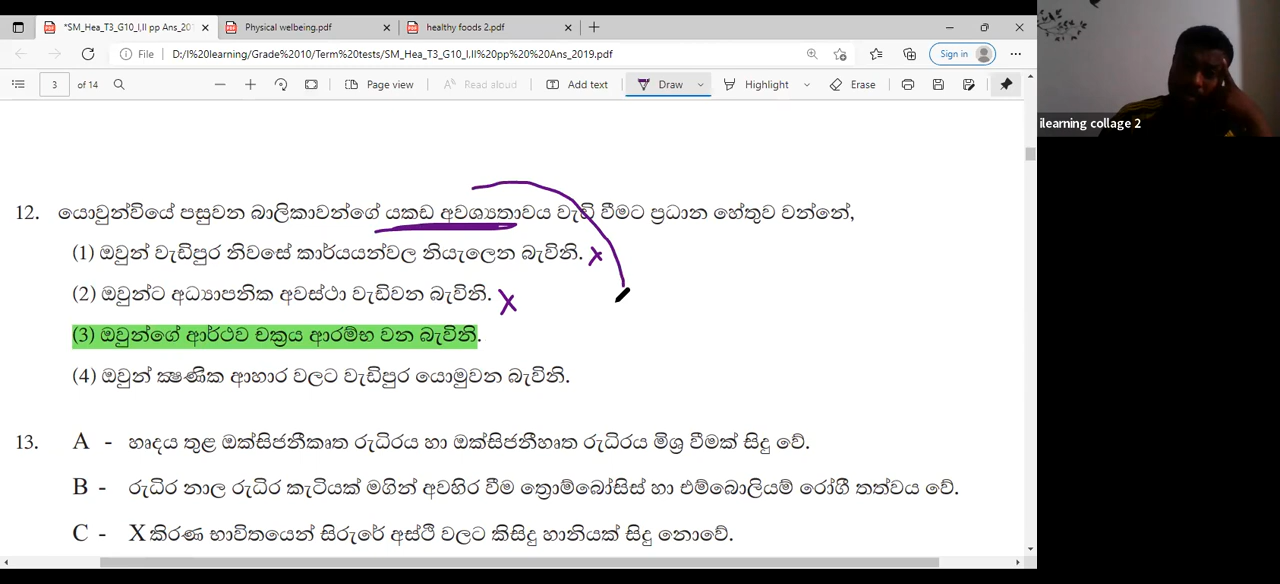 *SM_Hea_T3_G10_I,II pp Ans_201
Physical welbeing.pdf
healthy foods 2.pdf
File
D:/I%20learning/Grade%2010/Term%20tests/SM_Hea_T3_G10_I,II%20pp%20%20Ans_2019.pdf
Sign in
3 of 14
Page view
Read aloud
Add text
Draw
Highlight
Erase
ilearning collage 2
12. යොවුන්වියේ පසුවන බාලිකාවන්ගේ යකඩ අවශ්‍යතාවය වැඩි වීමට ප්‍රධාන හේතුව වන්නේ,
(1) ඔවුන් වැඩිපුර නිවසේ කාර්යයන්වල නියැලෙන බැවිනි. x
(2) ඔවුන්ට අධ්‍යාපනික අවස්ථා වැඩිවන බැවිනි. x
(3) ඔවුන්ගේ ආර්ථව චක්‍රය ආරම්භ වන බැවිනි.
(4) ඔවුන් ක්‍ෂණික ආහාර වලට වැඩිපුර යොමුවන බැවිනි.
13. A - හෘදය තුළ ඔක්සිජනීකෘත රුධිරය හා ඔක්සිජනීහෘත රුධිරය මිශ්‍ර වීමක් සිදු වේ.
B - රුධිර නාල රුධිර කැටියක් මගින් අවහිර වීම ත්‍රොම්බෝසිස් හා එම්බොලියම් රෝගී තත්වය වේ.
C - X කිරණ භාවිතයෙන් සිරුරේ අස්ථි වලට කිසිදු හානියක් සිදු නොවේ.